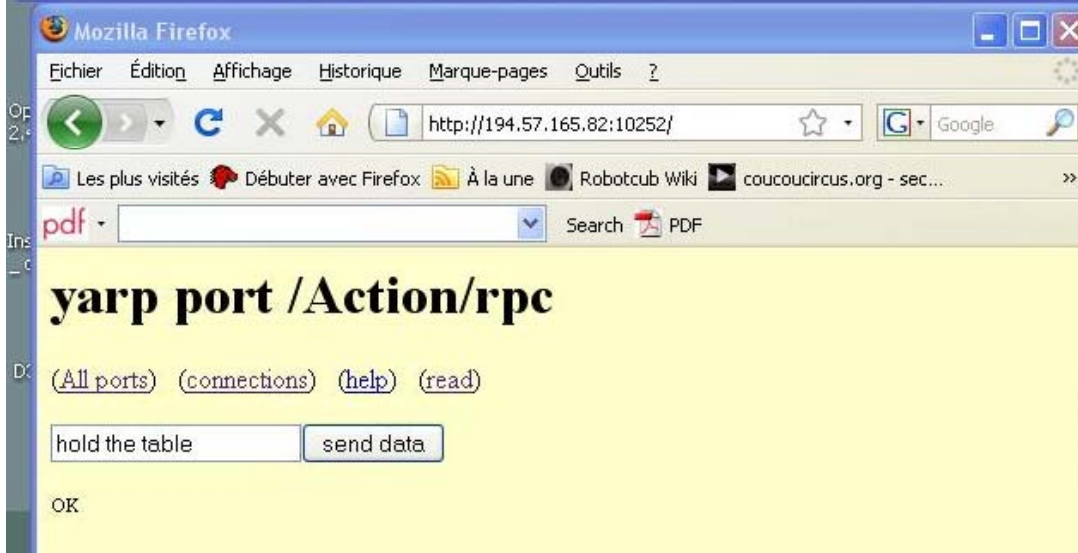 Mozilla Firefox
Fichier Édition Affichage Historique Marque-pages Outils ?
http://194.57.165.82:10252/ G Google
Les plus visités Débuter avec Firefox À la une Robotcub Wiki coucoucircus.org - sec... »
pdf Search PDF
yarp port /Action/rpc
(All ports) (connections) (help) (read)
hold the table send data
OK